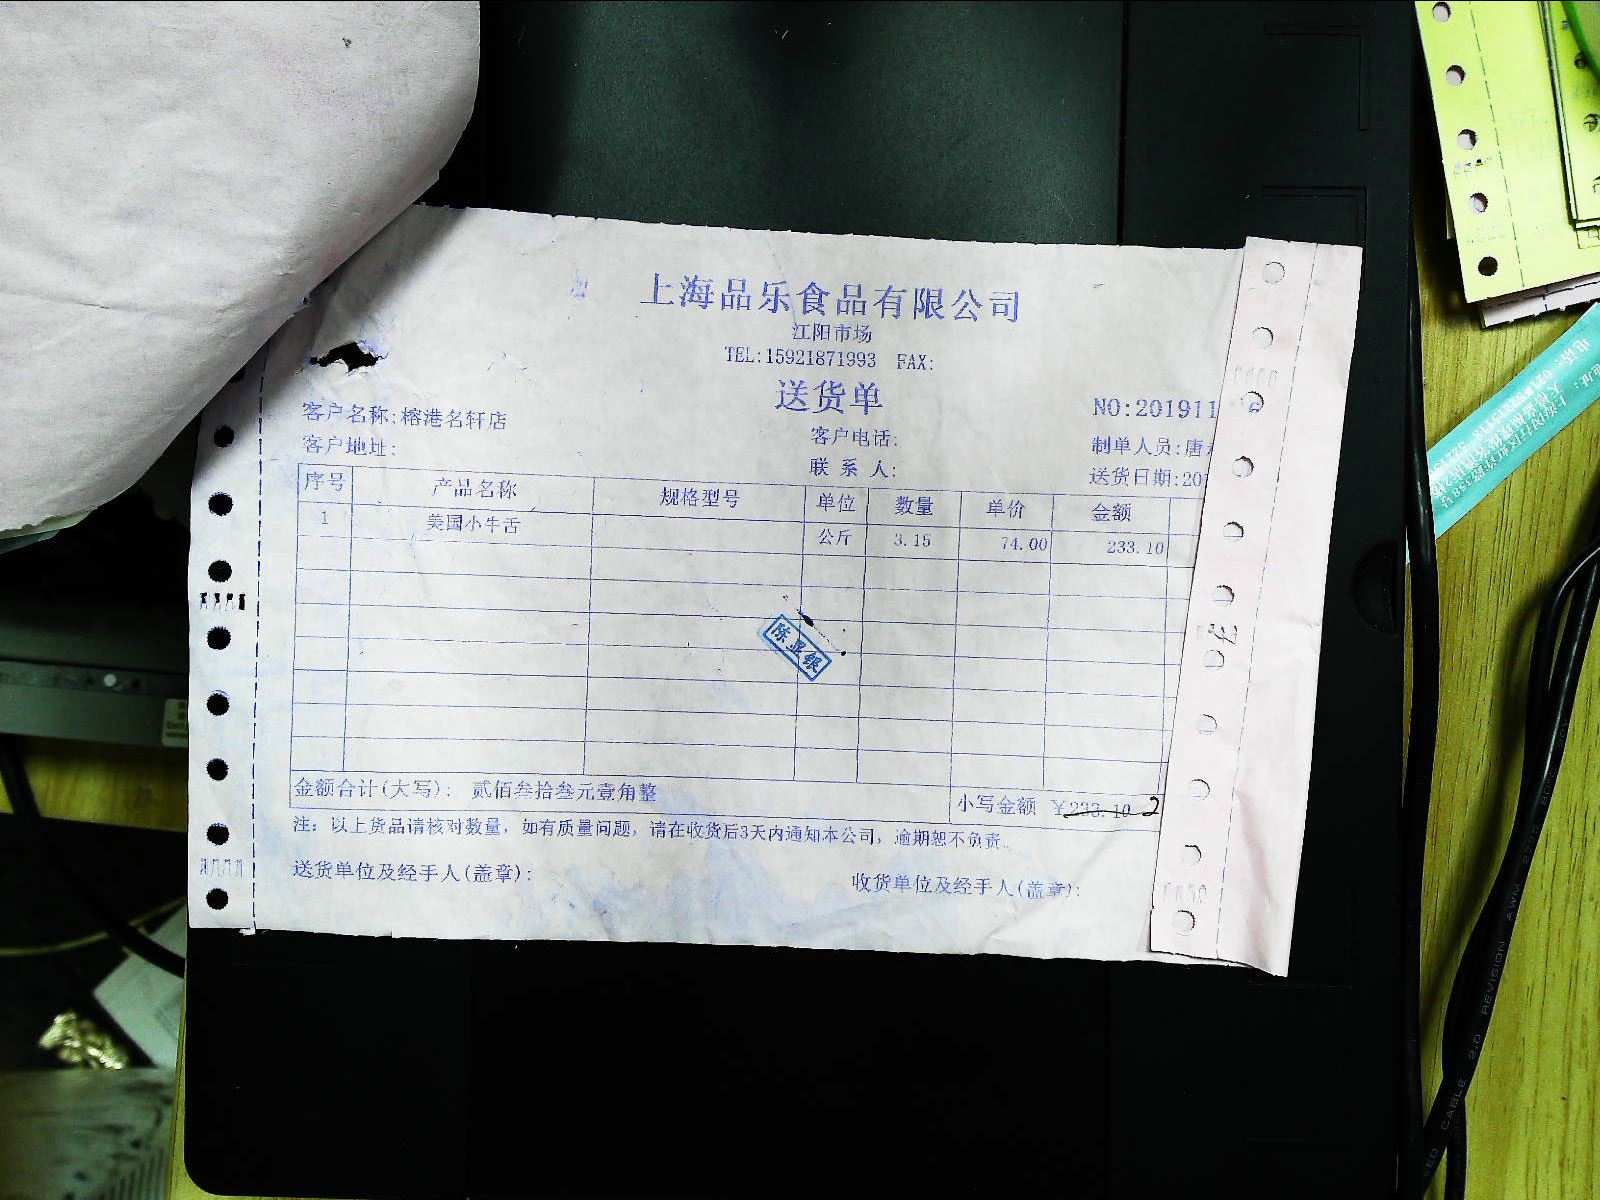 上海品乐食品有限公司
江阳市场
TEL:15921871993 FAX:
送货单
NO:201911
客户名称:榕港名轩店
客户电话:
制单人员:唐
客户地址:
联 系 人:
送货日期:20
序号 产品名称 规格型号 单位 数量 单价 金额
1 美国小牛舌 公斤 3.15 74.00 233.10
陈显银
金额合计(大写): 贰佰叁拾叁元壹角整
小写金额 ¥233.10 2
注: 以上货品请核对数量, 如有质量问题, 请在收货后3天内通知本公司, 逾期恕不负责.
送货单位及经手人(盖章):
收货单位及经手人(盖章):
REVISION
CABLE 2.0